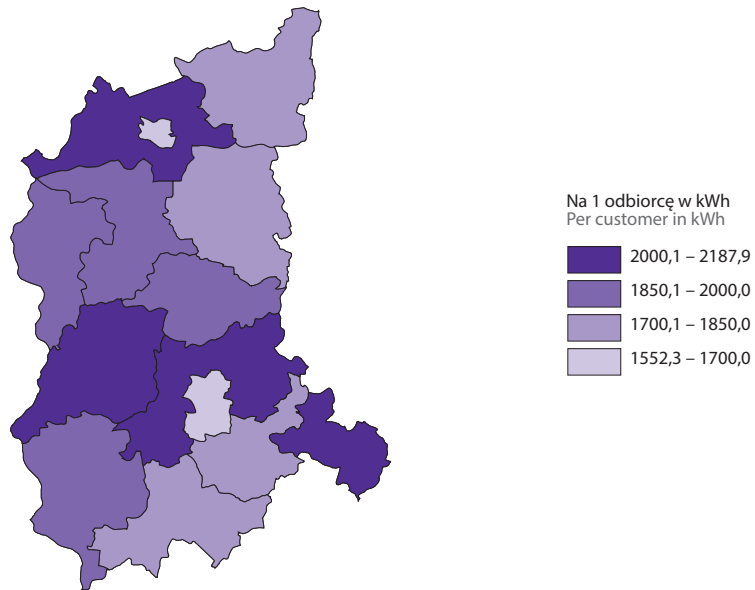 Na 1 odbiorcę w kWh
Per customer in kWh
2000,1 – 2187,9
1850,1 – 2000,0
1700,1 – 1850,0
1552,3 – 1700,0